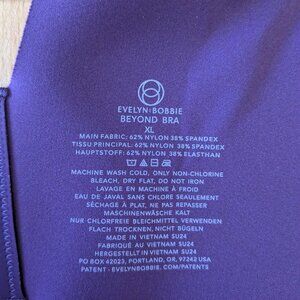 EVELYN&BOBBIE
BEYOND BRA
XL
MAIN FABRIC: 62% NYLON 38% SPANDEX
TISSU PRINCIPAL: 62% NYLON 38% SPANDEX
HAUPTSTOFF: 62% NYLON 38% ELASTHAN
MACHINE WASH COLD, ONLY NON-CHLORINE
BLEACH, DRY FLAT, DO NOT IRON
LAVAGE EN MACHINE À FROID
EAU DE JAVAL SANS CHLORE SEULEMENT
SÉCHAGE À PLAT, NE PAS REPASSER
MASCHINENWÄSCHE KALT
NUR CHLORFREIE BLEICHMITTEL VERWENDEN
FLACH TROCKNEN, NICHT BÜGELN
MADE IN VIETNAM SU24
FABRIQUÉ AU VIETNAM SU24
HERGESTELLT IN VIETNAM SU24
PO BOX 42023, PORTLAND, OR, 97242 USA
PATENT · EVELYNBOBBIE.COM/PATENTS